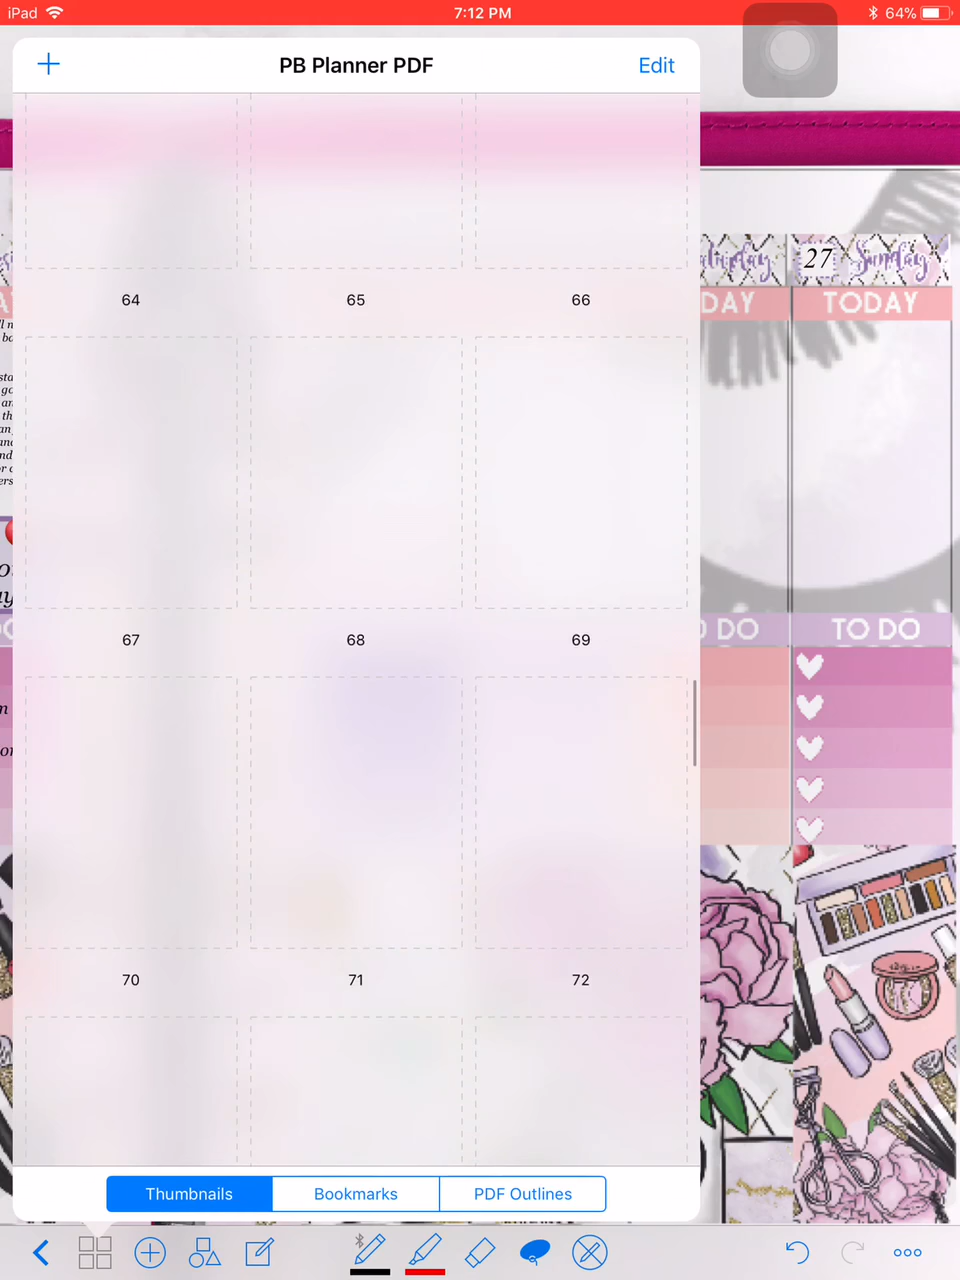 iPad 7:12 PM 64%
PB Planner PDF Edit
64 65 66
67 68 69
70 71 72
27 Sunday
DAY TODAY
DO TO DO
Thumbnails Bookmarks PDF Outlines